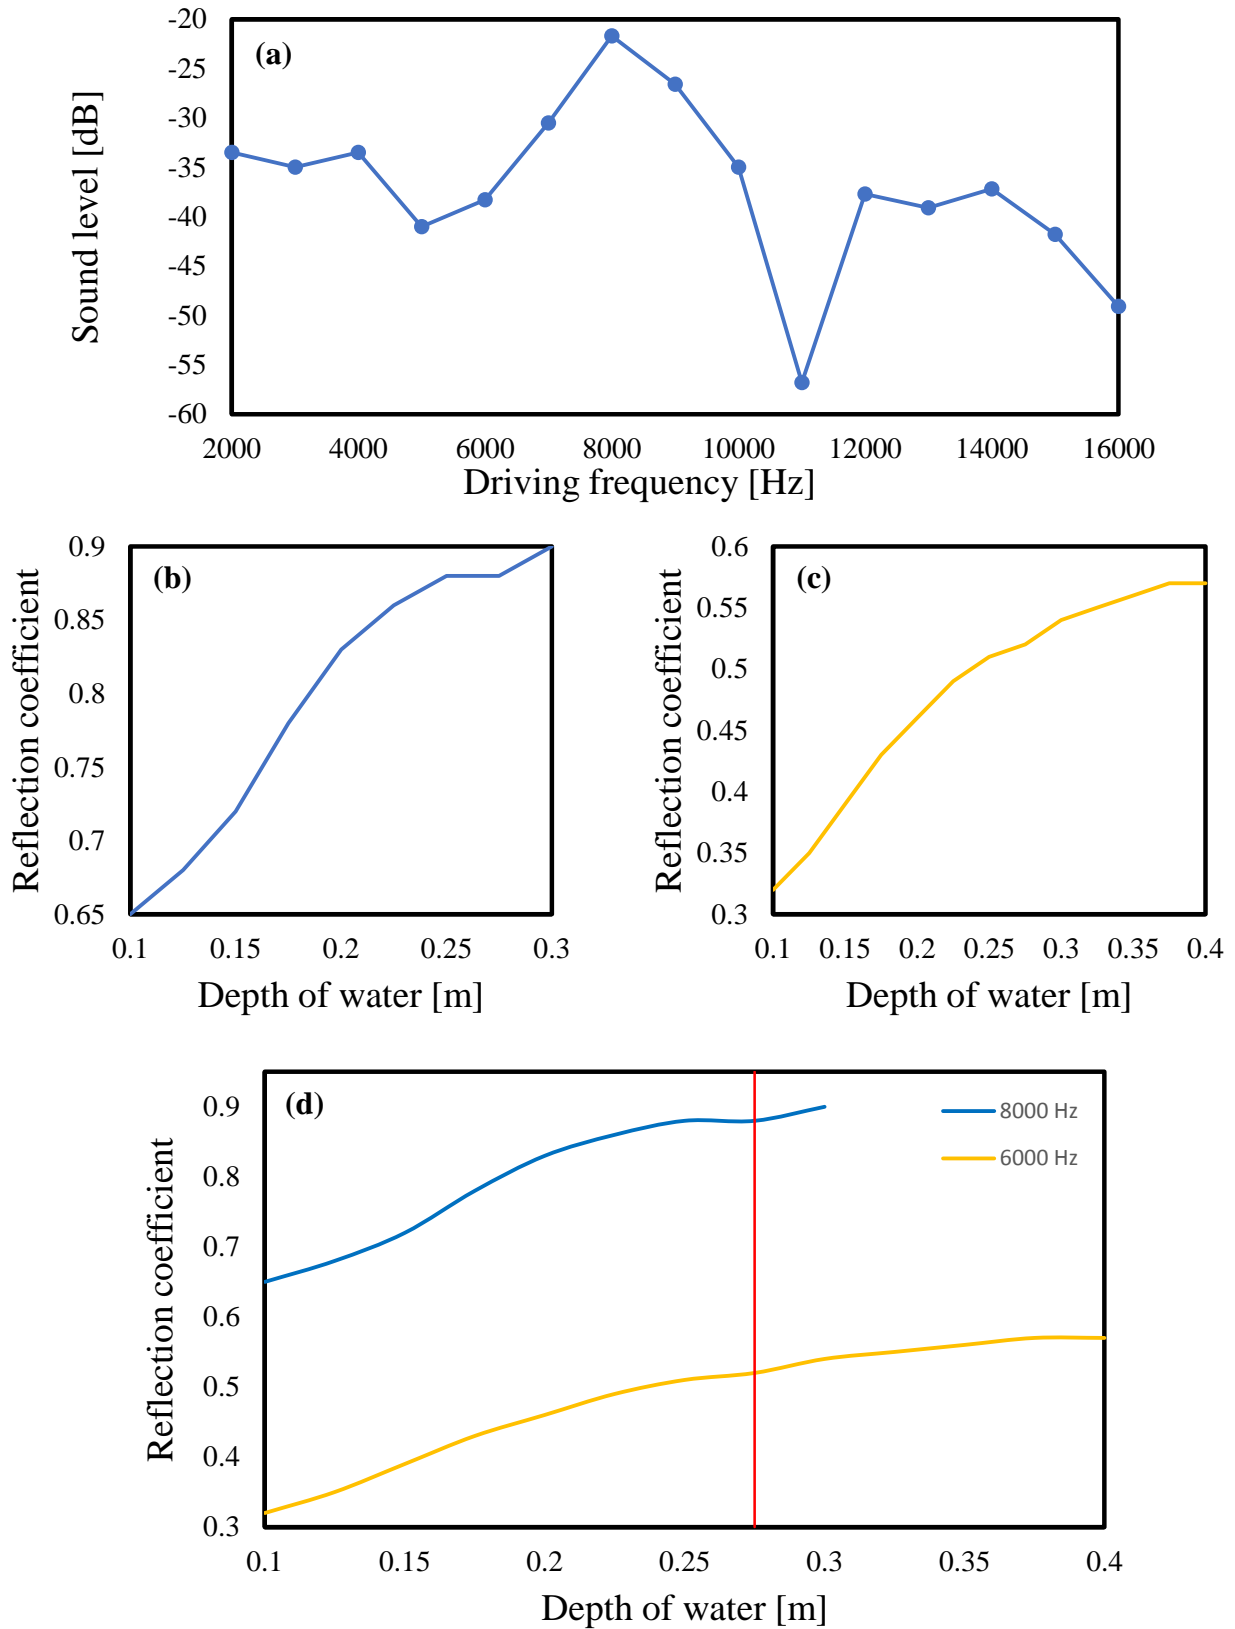 (a)
Sound level [dB]
-20
-25
-30
-35
-40
-45
-50
-55
-60
2000 4000 6000 8000 10000 12000 14000 16000
Driving frequency [Hz]
(b)
Reflection coefficient
0.9
0.85
0.8
0.75
0.7
0.65
0.1 0.15 0.2 0.25 0.3
Depth of water [m]
(c)
Reflection coefficient
0.6
0.55
0.5
0.45
0.4
0.35
0.3
0.1 0.15 0.2 0.25 0.3 0.35 0.4
Depth of water [m]
(d)
Reflection coefficient
0.9
0.8
0.7
0.6
0.5
0.4
0.3
8000 Hz
6000 Hz
0.1 0.15 0.2 0.25 0.3 0.35 0.4
Depth of water [m]